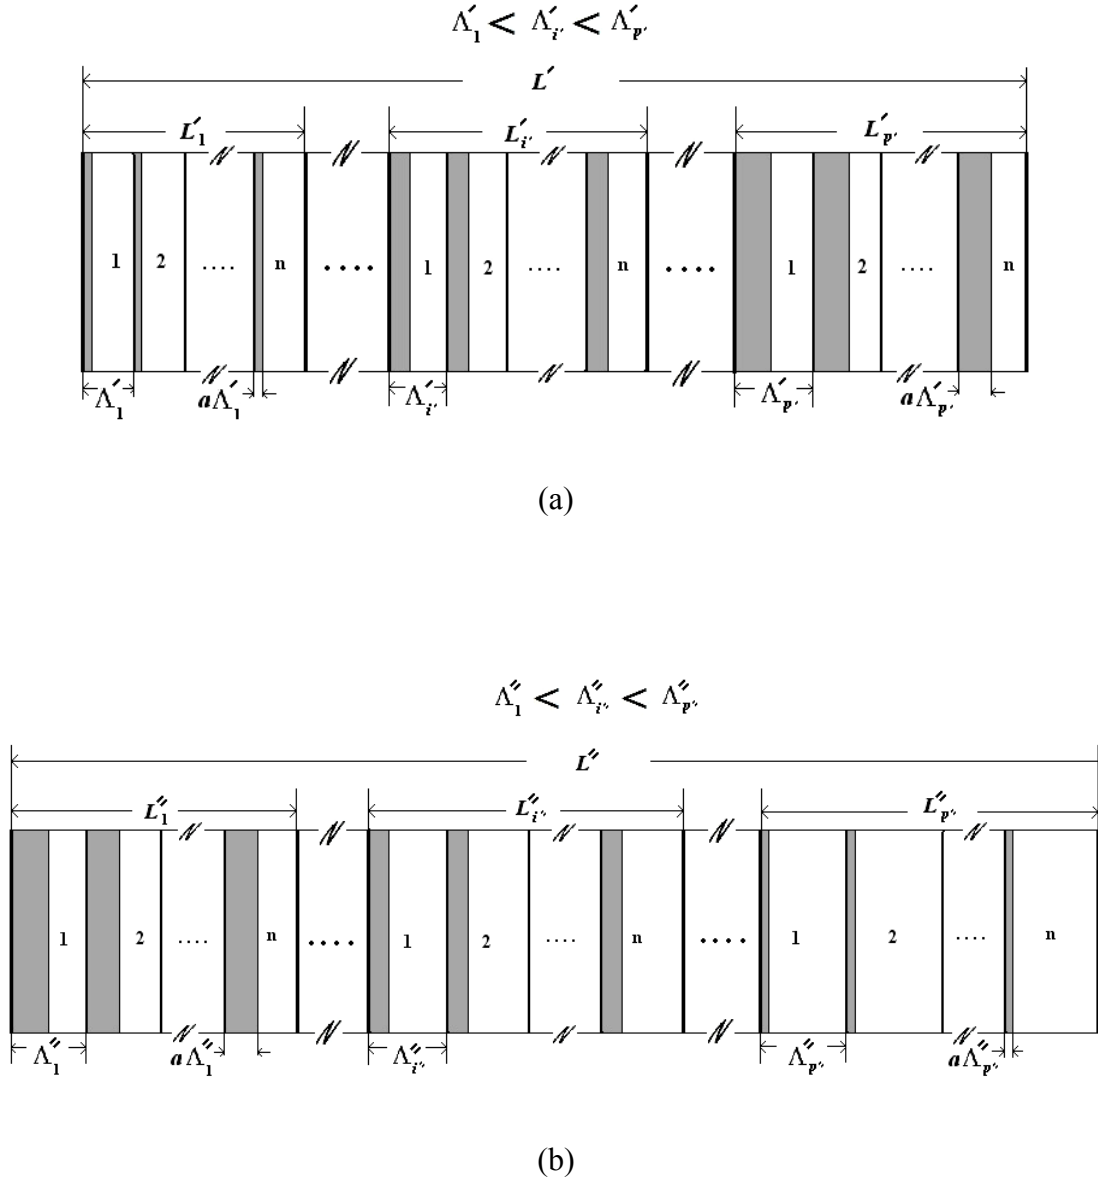 Λ′₁ < Λ′ᵢ′ < Λ′ₚ′
L′
L′₁ L′ᵢ′ L′ₚ′
1 2 .... n .... 1 2 .... n .... 1 2 .... n
Λ′₁ aΛ′₁ Λ′ᵢ′ Λ′ₚ′ aΛ′ₚ′
(a)
Λ″₁ < Λ″ᵢ″ < Λ″ₚ″
L″
L″₁ L″ᵢ″ L″ₚ″
1 2 .... n .... 1 2 .... n .... 1 2 .... n
Λ″₁ aΛ″₁ Λ″ᵢ″ Λ″ₚ″ aΛ″ₚ″
(b)